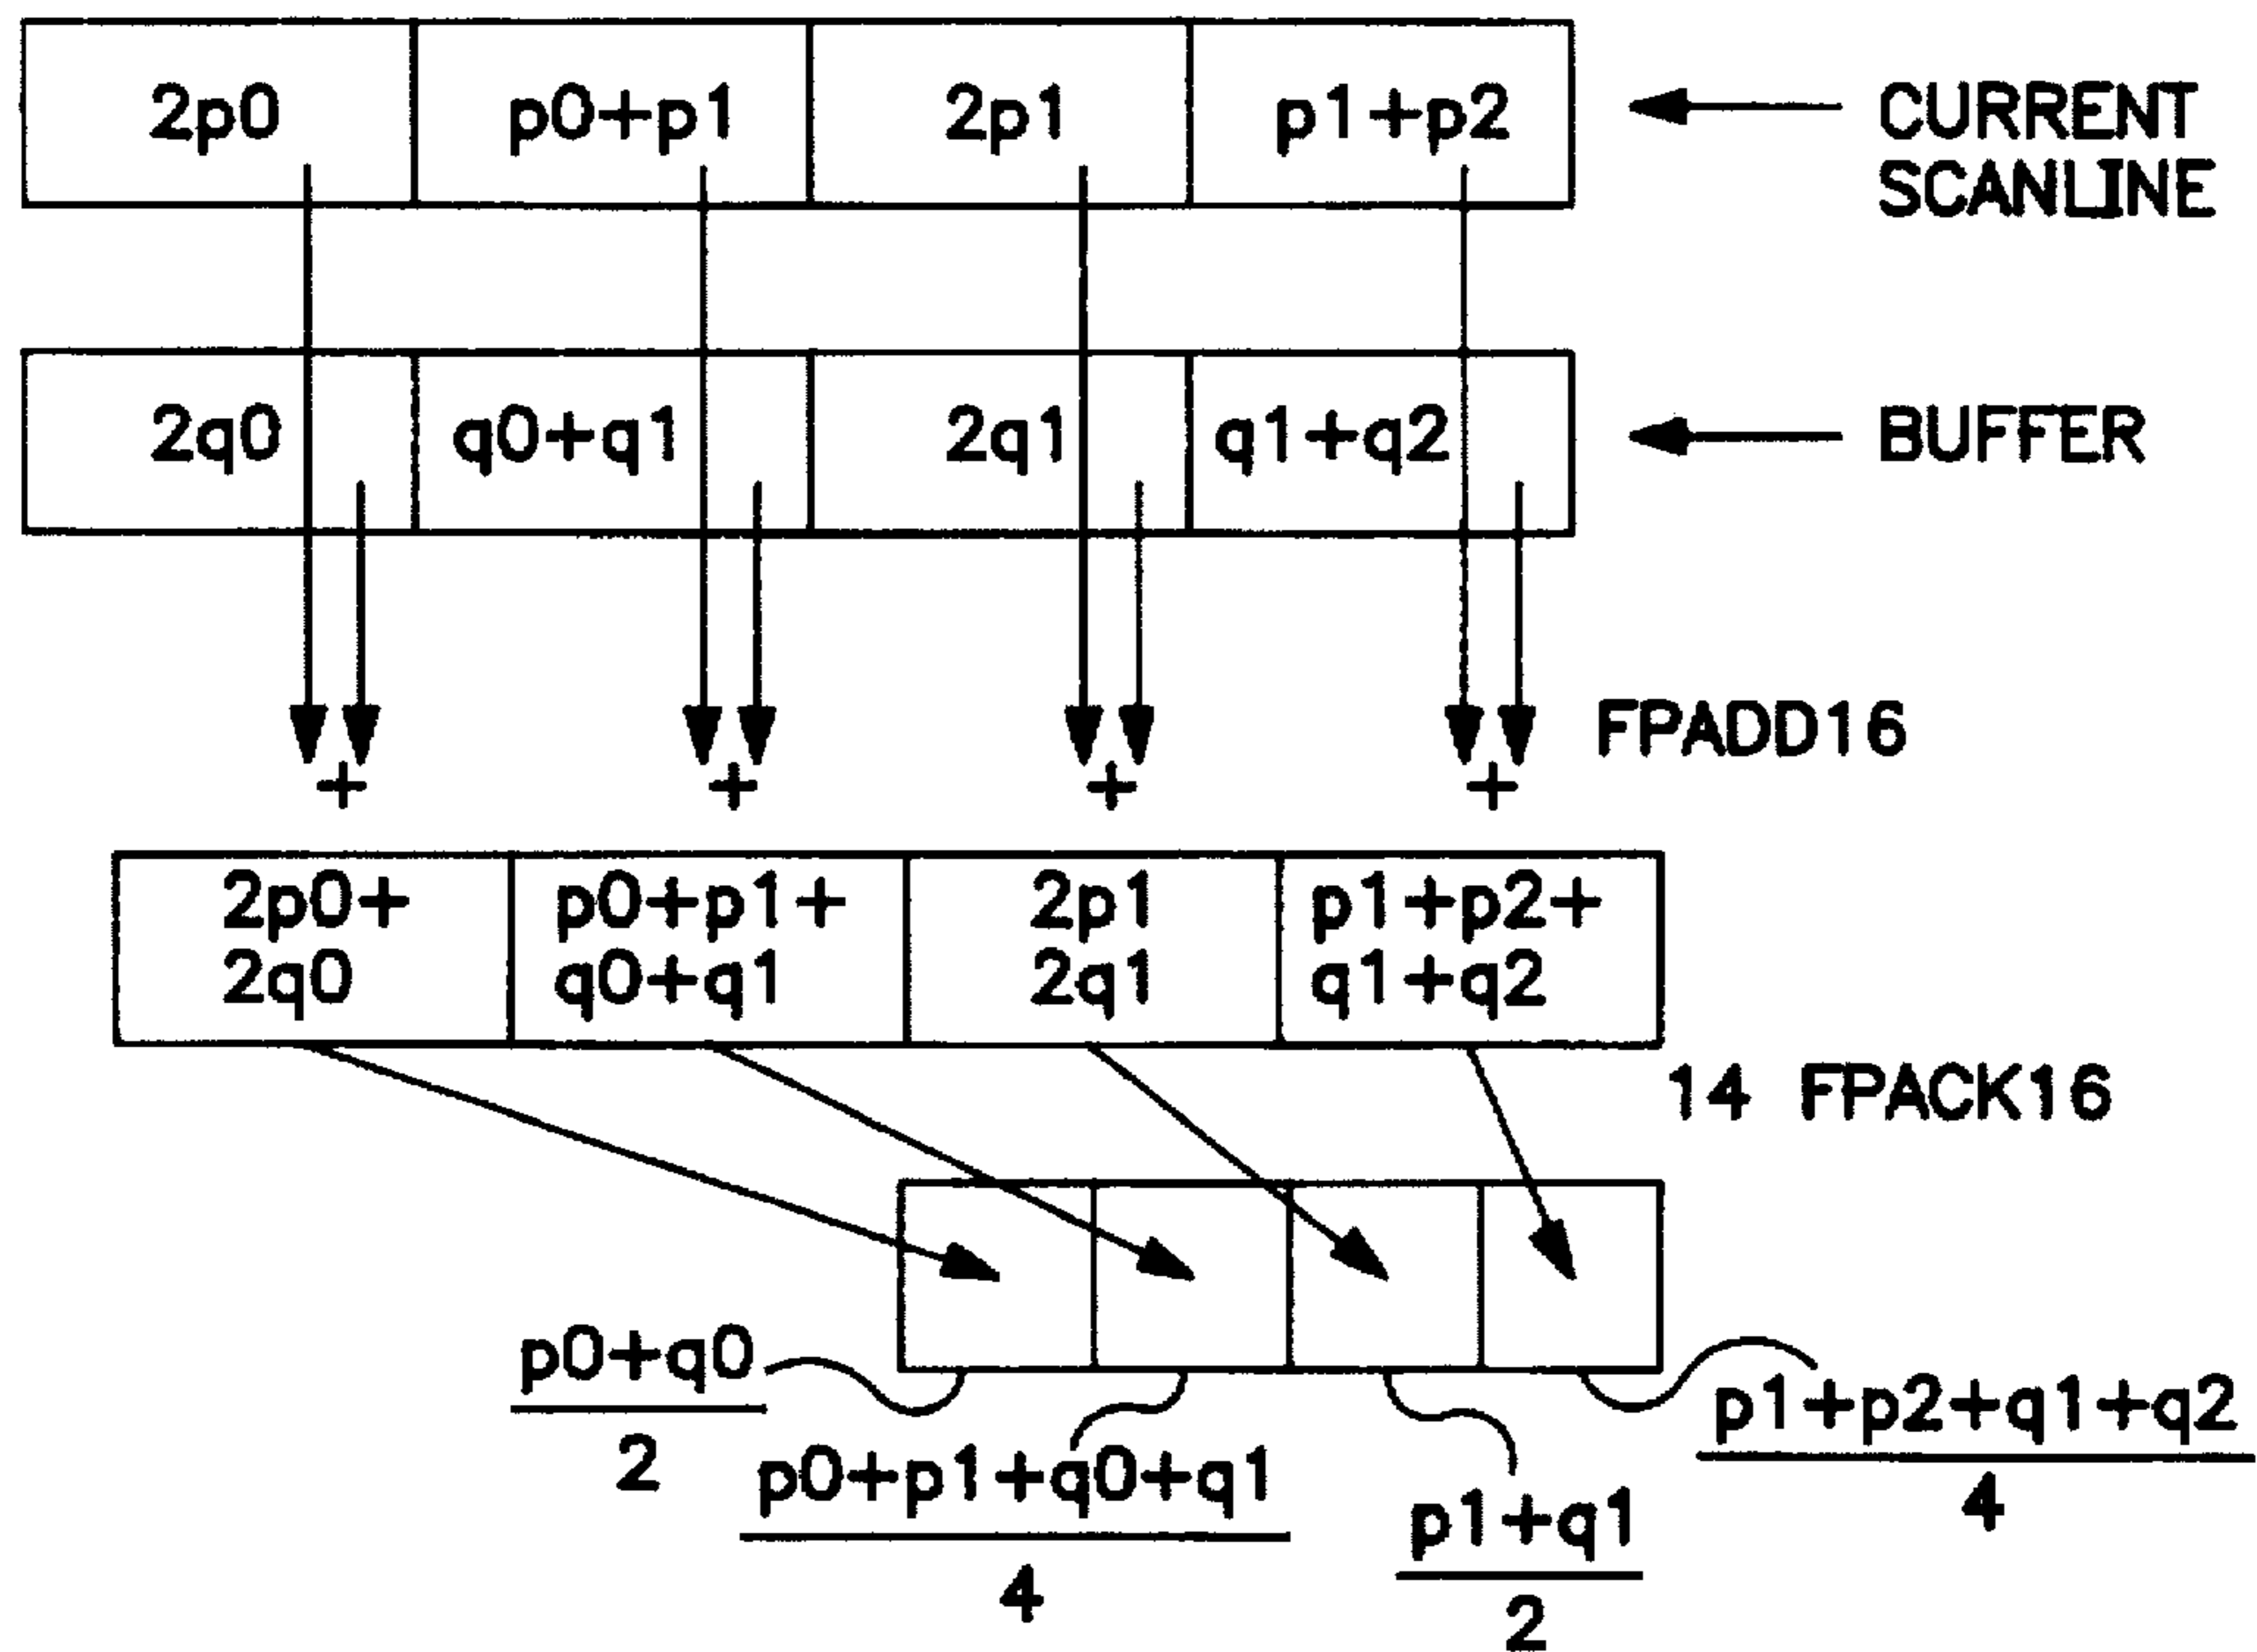 2p0 p0+p1 2p1 p1+p2 CURRENT
SCANLINE
2q0 q0+q1 2q1 q1+q2 BUFFER
FPADD16
+ + + +
2p0+ p0+p1+ 2p1 p1+p2+
2q0 q0+q1 2q1 q1+q2
14 FPACK16
p0+q0
2
p0+p1+q0+q1
4
p1+q1
2
p1+p2+q1+q2
4